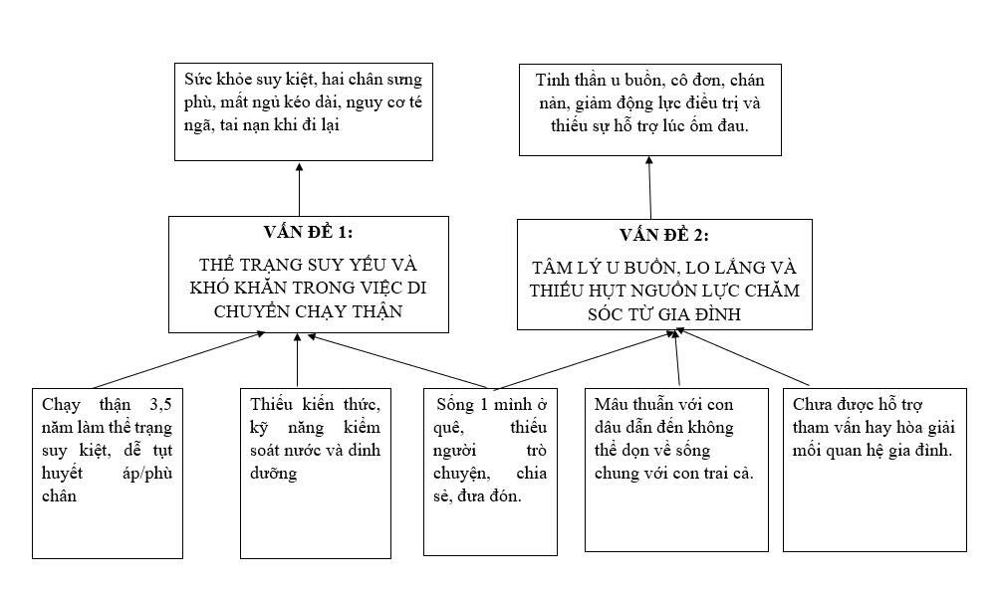 Sức khỏe suy kiệt, hai chân sưng
phù, mất ngủ kéo dài, nguy cơ té
ngã, tai nạn khi đi lại
Tinh thần u buồn, cô đơn, chán
nản, giảm động lực điều trị và
thiếu sự hỗ trợ lúc ốm đau.
VẤN ĐỀ 1:
THỂ TRẠNG SUY YẾU VÀ
KHÓ KHĂN TRONG VIỆC DI
CHUYỂN CHẠY THẬN
VẤN ĐỀ 2:
TÂM LÝ U BUỒN, LO LẮNG VÀ
THIẾU HỤT NGUỒN LỰC CHĂM
SÓC TỪ GIA ĐÌNH
Chạy thận 3,5
năm làm thể trạng
suy kiệt, dễ tụt
huyết áp/phù
chân
Thiếu kiến thức,
kỹ năng kiểm
soát nước và dinh
dưỡng
Sống 1 mình ở
quê, thiếu
người trò
chuyện, chia
sẻ, đưa đón.
Mâu thuẫn với con
dâu dẫn đến không
thể dọn về sống
chung với con trai cả.
Chưa được hỗ trợ
tham vấn hay hòa giải
mối quan hệ gia đình.